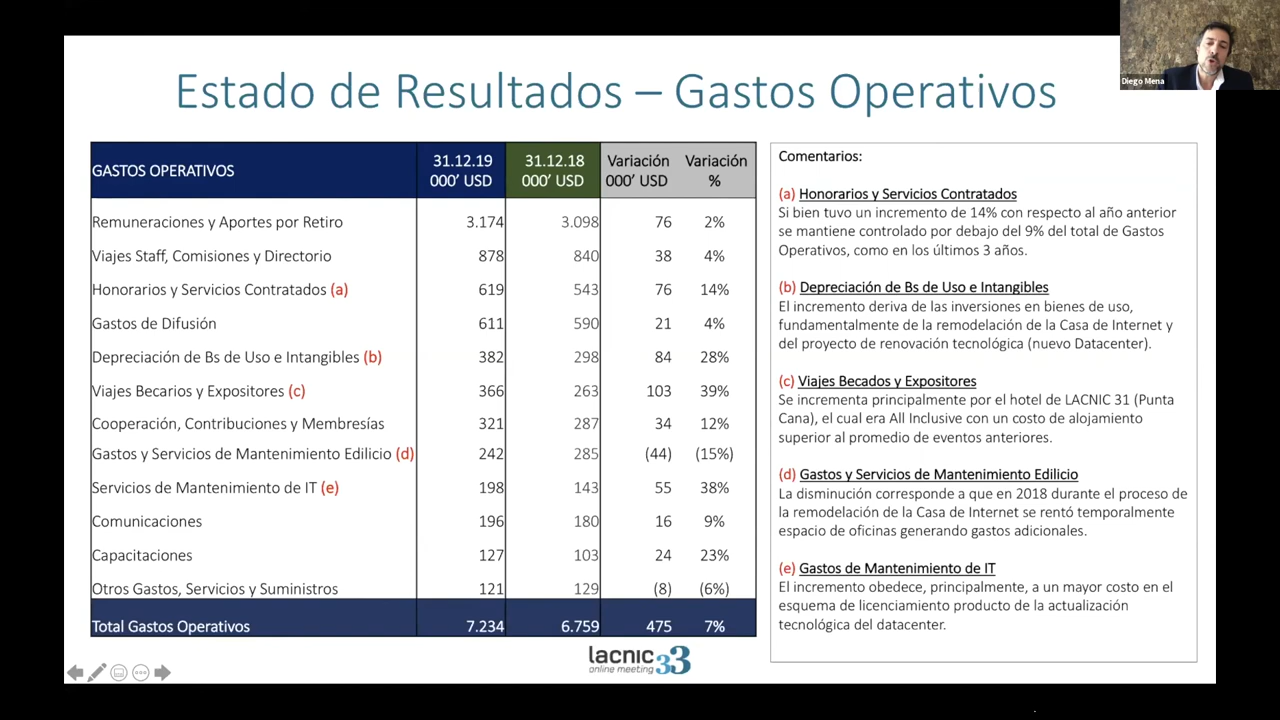 Diego Mena
Estado de Resultados – Gastos Operativos
GASTOS OPERATIVOS 31.12.19 000' USD 31.12.18 000' USD Variación 000' USD Variación %
Remuneraciones y Aportes por Retiro 3.174 3.098 76 2%
Viajes Staff, Comisiones y Directorio 878 840 38 4%
Honorarios y Servicios Contratados (a) 619 543 76 14%
Gastos de Difusión 611 590 21 4%
Depreciación de Bs de Uso e Intangibles (b) 382 298 84 28%
Viajes Becarios y Expositores (c) 366 263 103 39%
Cooperación, Contribuciones y Membresías 321 287 34 12%
Gastos y Servicios de Mantenimiento Edilicio (d) 242 285 (44) (15%)
Servicios de Mantenimiento de IT (e) 198 143 55 38%
Comunicaciones 196 180 16 9%
Capacitaciones 127 103 24 23%
Otros Gastos, Servicios y Suministros 121 129 (8) (6%)
Total Gastos Operativos 7.234 6.759 475 7%
Comentarios:
(a) Honorarios y Servicios Contratados
Si bien tuvo un incremento de 14% con respecto al año anterior
se mantiene controlado por debajo del 9% del total de Gastos
Operativos, como en los últimos 3 años.
(b) Depreciación de Bs de Uso e Intangibles
El incremento deriva de las inversiones en bienes de uso,
fundamentalmente de la remodelación de la Casa de Internet y
del proyecto de renovación tecnológica (nuevo Datacenter).
(c) Viajes Becados y Expositores
Se incrementa principalmente por el hotel de LACNIC 31 (Punta
Cana), el cual era All Inclusive con un costo de alojamiento
superior al promedio de eventos anteriores.
(d) Gastos y Servicios de Mantenimiento Edilicio
La disminución corresponde a que en 2018 durante el proceso de
la remodelación de la Casa de Internet se rentó temporalmente
espacio de oficinas generando gastos adicionales.
(e) Gastos de Mantenimiento de IT
El incremento obedece, principalmente, a un mayor costo en el
esquema de licenciamiento producto de la actualización
tecnológica del datacenter.
lacnic 33
online meeting